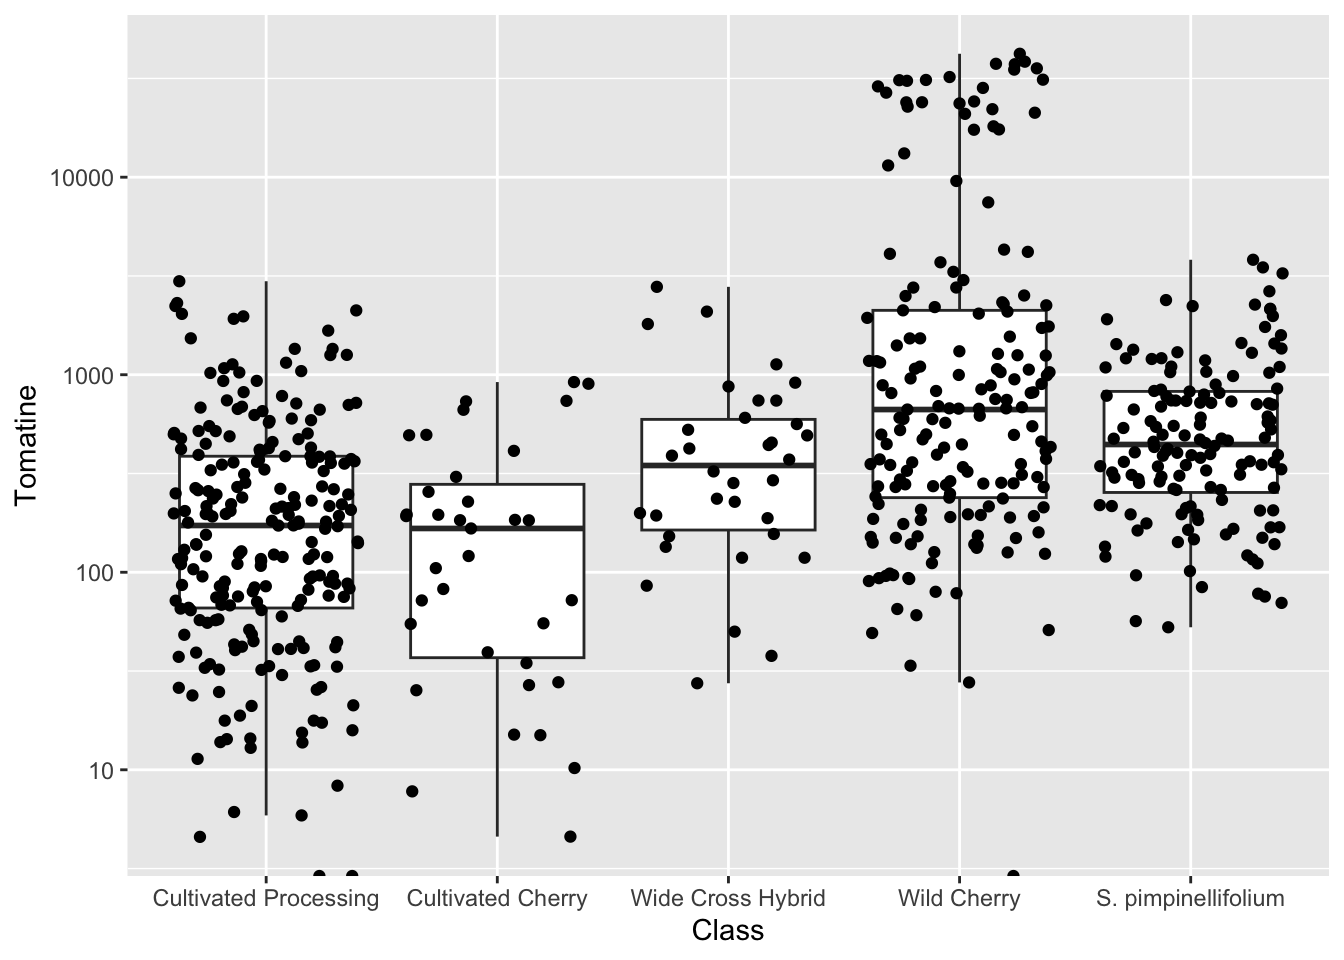 Tomatine
10000
1000
100
10
Cultivated Processing
Cultivated Cherry
Wide Cross Hybrid
Wild Cherry
S. pimpinellifolium
Class